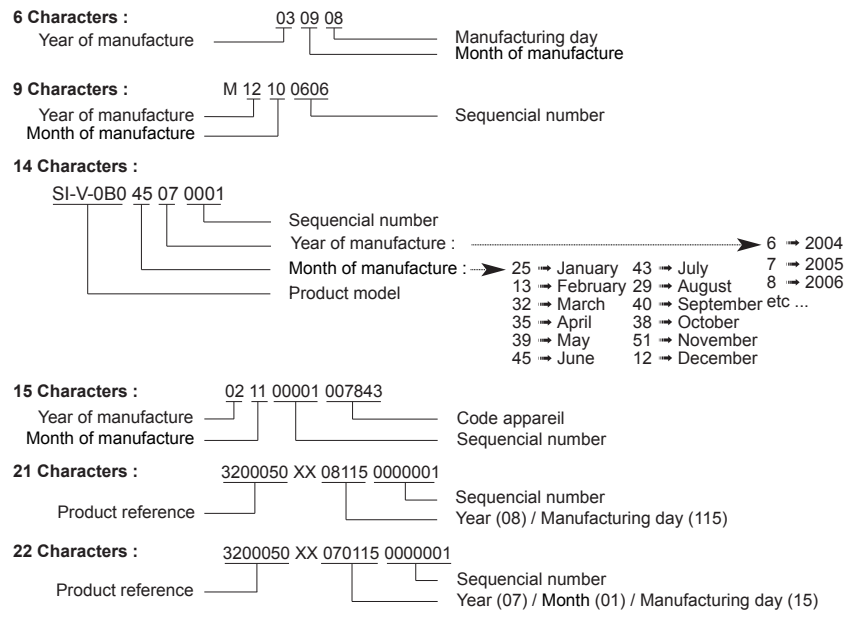 6 Characters :
03 09 08
Year of manufacture
Manufacturing day
Month of manufacture
9 Characters :
M 12 10 0606
Year of manufacture
Sequencial number
Month of manufacture
14 Characters :
SI-V-0B0 45 07 0001
Sequencial number
Year of manufacture :
6 ➟ 2004
Month of manufacture :
7 ➟ 2005
Product model
8 ➟ 2006
etc ...
25 ➟ January 43 ➟ July
13 ➟ February 29 ➟ August
32 ➟ March 40 ➟ September
35 ➟ April 38 ➟ October
39 ➟ May 51 ➟ November
45 ➟ June 12 ➟ December
15 Characters :
02 11 00001 007843
Year of manufacture
Code appareil
Month of manufacture
Sequencial number
21 Characters :
3200050 XX 08115 0000001
Sequencial number
Product reference
Year (08) / Manufacturing day (115)
22 Characters :
3200050 XX 070115 0000001
Sequencial number
Product reference
Year (07) / Month (01) / Manufacturing day (15)